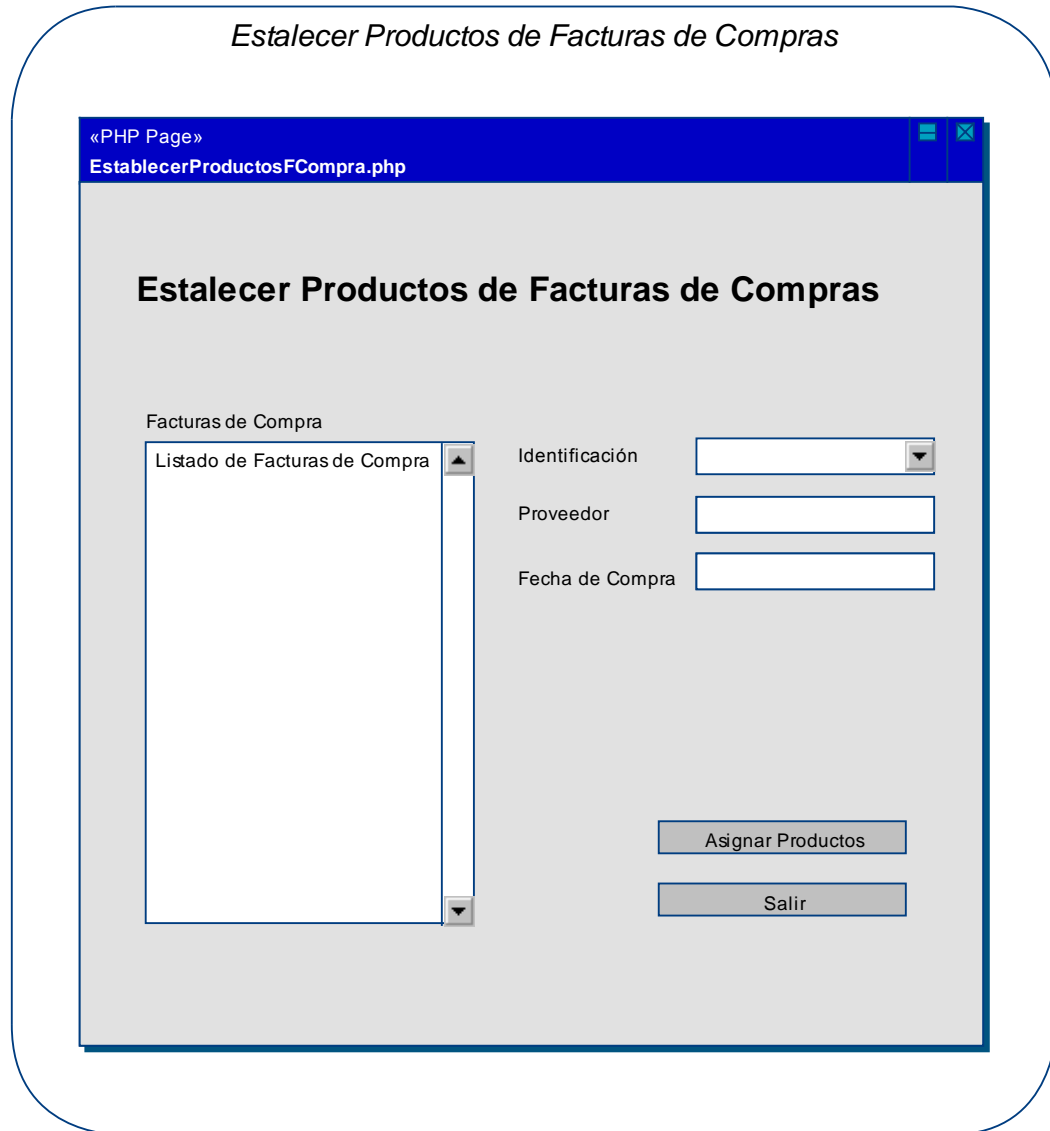 Estalecer Productos de Facturas de Compras
«PHP Page»
EstablecerProductosFCompra.php
Estalecer Productos de Facturas de Compras
Facturas de Compra
Listado de Facturas de Compra
Identificación
Proveedor
Fecha de Compra
Asignar Productos
Salir